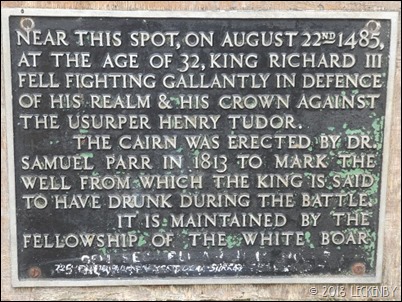 NEAR THIS SPOT, ON AUGUST 22ND 1485,
AT THE AGE OF 32, KING RICHARD III
FELL FIGHTING GALLANTLY IN DEFENCE
OF HIS REALM & HIS CROWN AGAINST
THE USURPER HENRY TUDOR.
THE CAIRN WAS ERECTED BY DR.
SAMUEL PARR IN 1813 TO MARK THE
WELL FROM WHICH THE KING IS SAID
TO HAVE DRUNK DURING THE BATTLE.
IT IS MAINTAINED BY THE
FELLOWSHIP OF THE WHITE BOAR
© 2016 LECKENBY